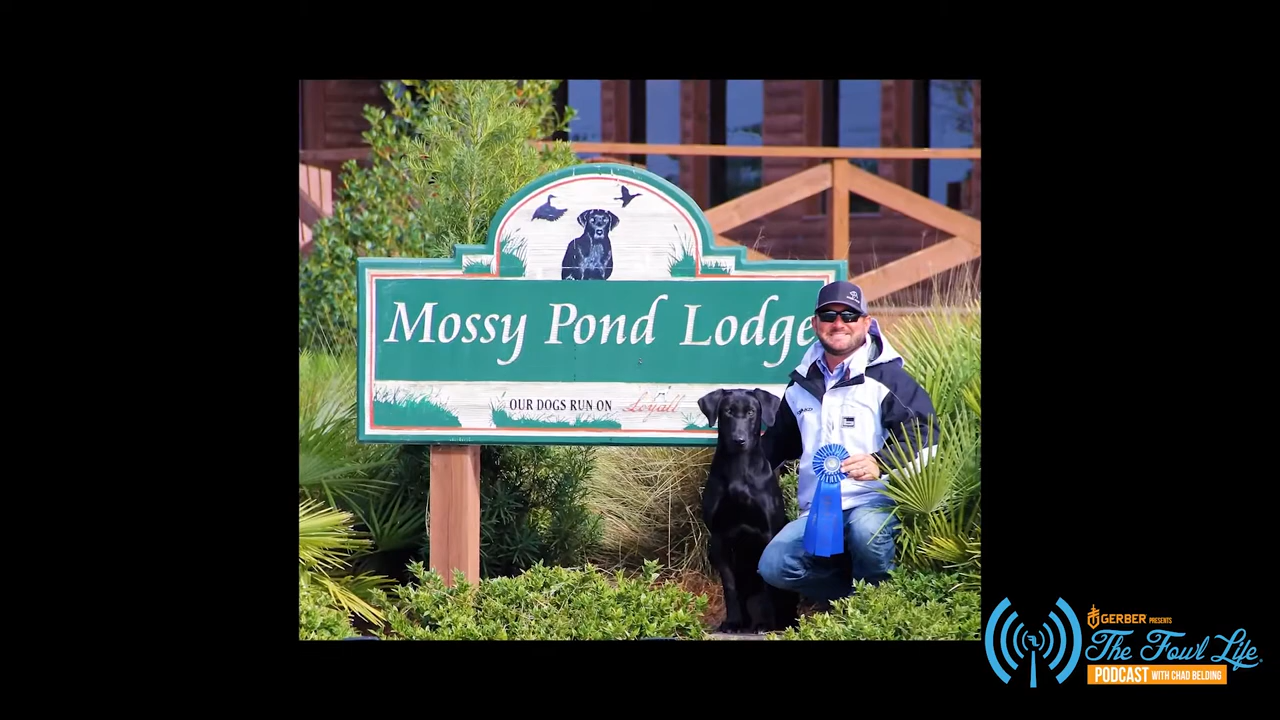 Mossy Pond Lodge
OUR DOGS RUN ON Loyall
GERBER PRESENTS
The Fowl Life
PODCAST WITH CHAD BELDING